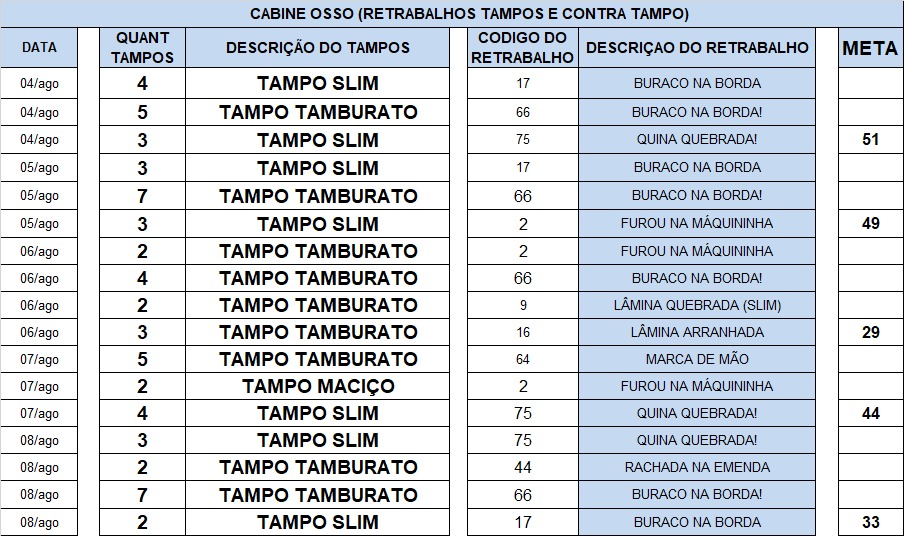 CABINE OSSO (RETRABALHOS TAMPOS E CONTRA TAMPO)
DATA QUANT TAMPOS DESCRIÇÃO DO TAMPOS CODIGO DO RETRABALHO DESCRIÇAO DO RETRABALHO META
04/ago 4 TAMPO SLIM 17 BURACO NA BORDA
04/ago 5 TAMPO TAMBURATO 66 BURACO NA BORDA!
04/ago 3 TAMPO SLIM 75 QUINA QUEBRADA! 51
05/ago 3 TAMPO SLIM 17 BURACO NA BORDA
05/ago 7 TAMPO TAMBURATO 66 BURACO NA BORDA!
05/ago 3 TAMPO SLIM 2 FUROU NA MÁQUININHA 49
06/ago 2 TAMPO TAMBURATO 2 FUROU NA MÁQUININHA
06/ago 4 TAMPO TAMBURATO 66 BURACO NA BORDA!
06/ago 2 TAMPO TAMBURATO 9 LÂMINA QUEBRADA (SLIM)
06/ago 3 TAMPO TAMBURATO 16 LÂMINA ARRANHADA 29
07/ago 5 TAMPO TAMBURATO 64 MARCA DE MÃO
07/ago 2 TAMPO MACIÇO 2 FUROU NA MÁQUININHA
07/ago 4 TAMPO SLIM 75 QUINA QUEBRADA! 44
08/ago 3 TAMPO SLIM 75 QUINA QUEBRADA!
08/ago 2 TAMPO TAMBURATO 44 RACHADA NA EMENDA
08/ago 7 TAMPO TAMBURATO 66 BURACO NA BORDA!
08/ago 2 TAMPO SLIM 17 BURACO NA BORDA 33